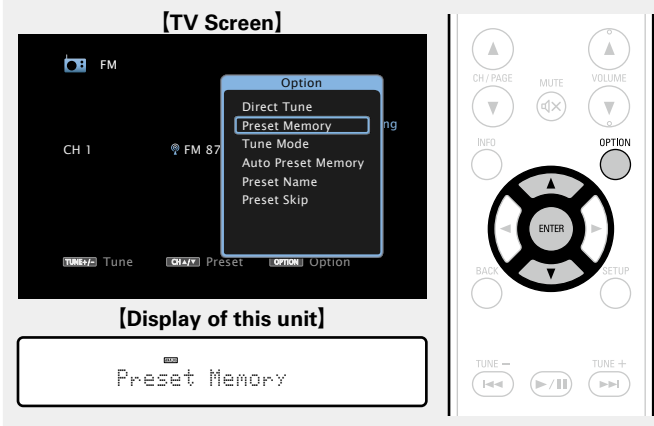 【TV Screen】
FM
Option
Direct Tune
Preset Memory
Tune Mode
Auto Preset Memory
Preset Name
Preset Skip
ng
CH 1
FM 87
TUNE+/- Tune
CH▲/▼ Preset
OPTION Option
【Display of this unit】
Preset Memory
CH / PAGE
MUTE
VOLUME
INFO
OPTION
ENTER
BACK
SETUP
TUNE −
TUNE +